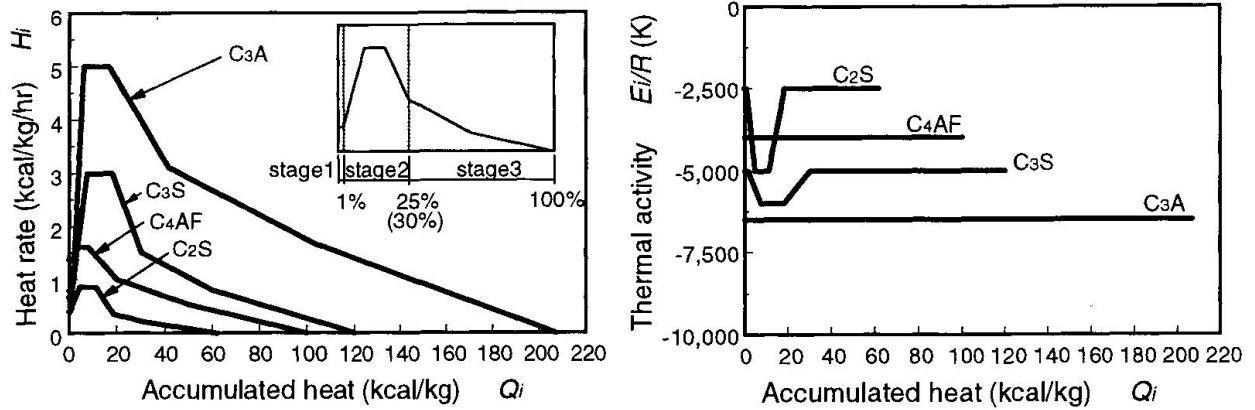 Heat rate (kcal/kg/hr) Hi
6
5
4
3
2
1
0
C3A
C3S
C4AF
C2S
stage1
stage2
stage3
1%
25%
(30%)
100%
0 20 40 60 80 100 120 140 160 180 200 220
Accumulated heat (kcal/kg) Qi
Thermal activity Ei/R (K)
0
-2,500
-5,000
-7,500
-10,000
C2S
C4AF
C3S
C3A
0 20 40 60 80 100 120 140 160 180 200 220
Accumulated heat (kcal/kg) Qi